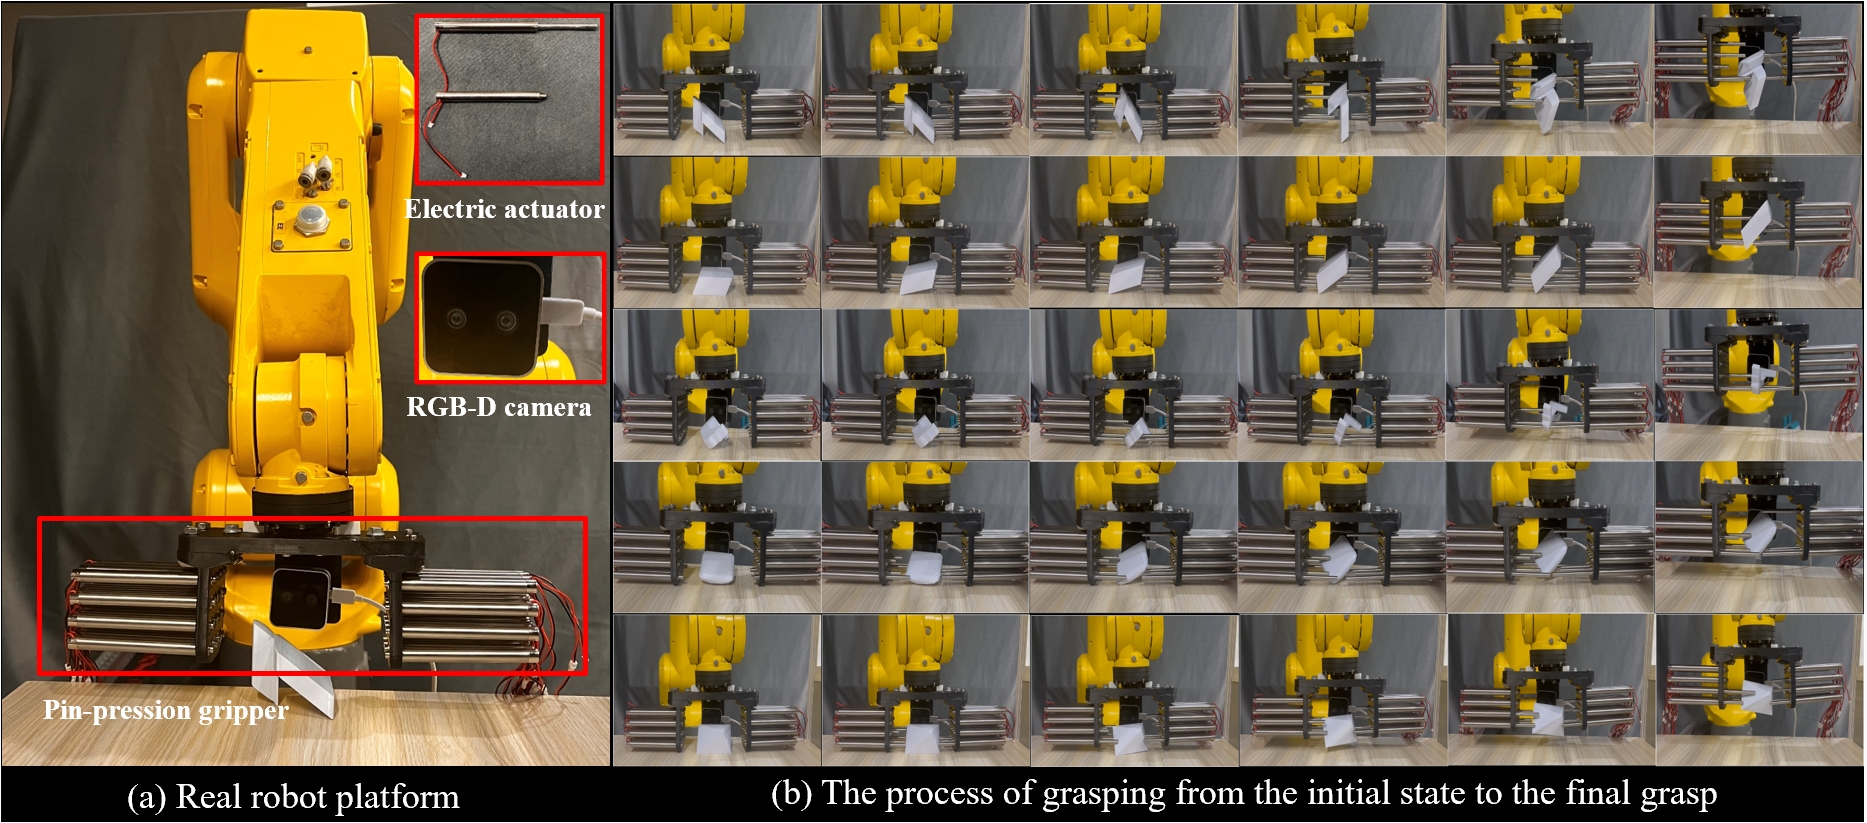 Electric actuator
RGB-D camera
Pin-pression gripper
(a) Real robot platform
(b) The process of grasping from the initial state to the final grasp